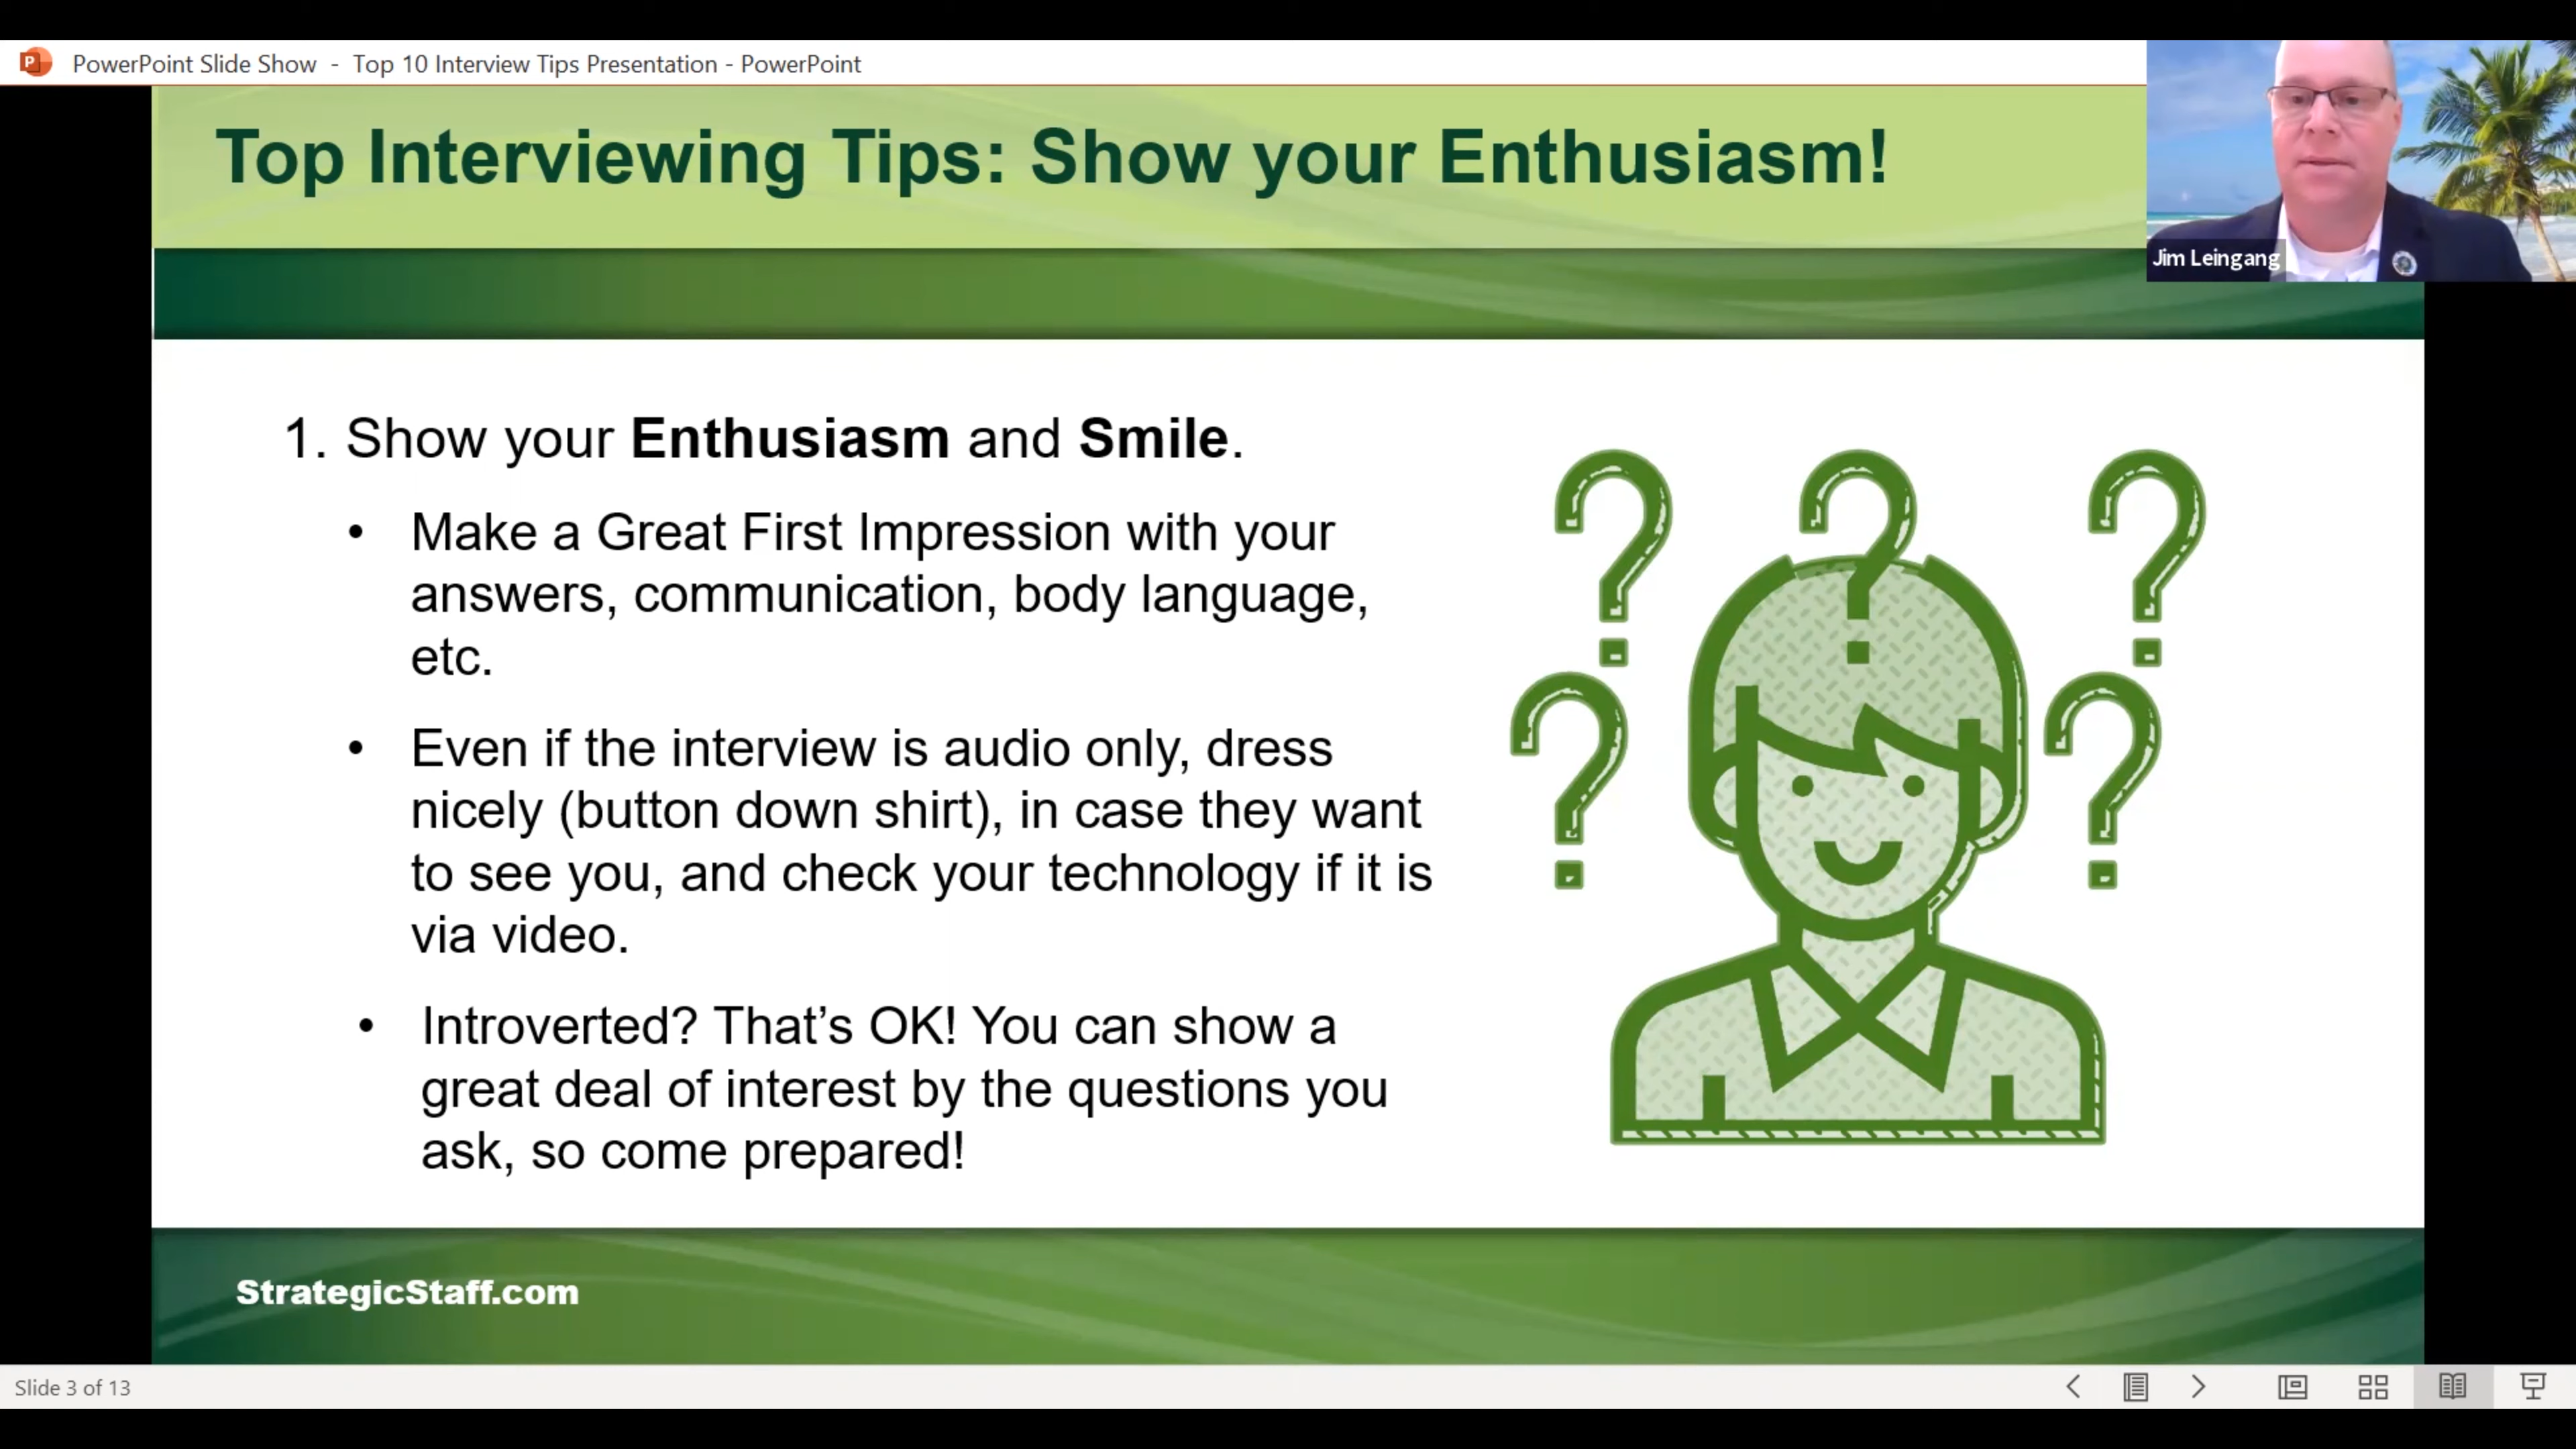 PowerPoint Slide Show - Top 10 Interview Tips Presentation - PowerPoint
Top Interviewing Tips: Show your Enthusiasm!
Jim Leingang
1. Show your Enthusiasm and Smile.
• Make a Great First Impression with your
answers, communication, body language,
etc.
• Even if the interview is audio only, dress
nicely (button down shirt), in case they want
to see you, and check your technology if it is
via video.
• Introverted? That’s OK! You can show a
great deal of interest by the questions you
ask, so come prepared!
? ? ?
? ?
StrategicStaff.com
Slide 3 of 13